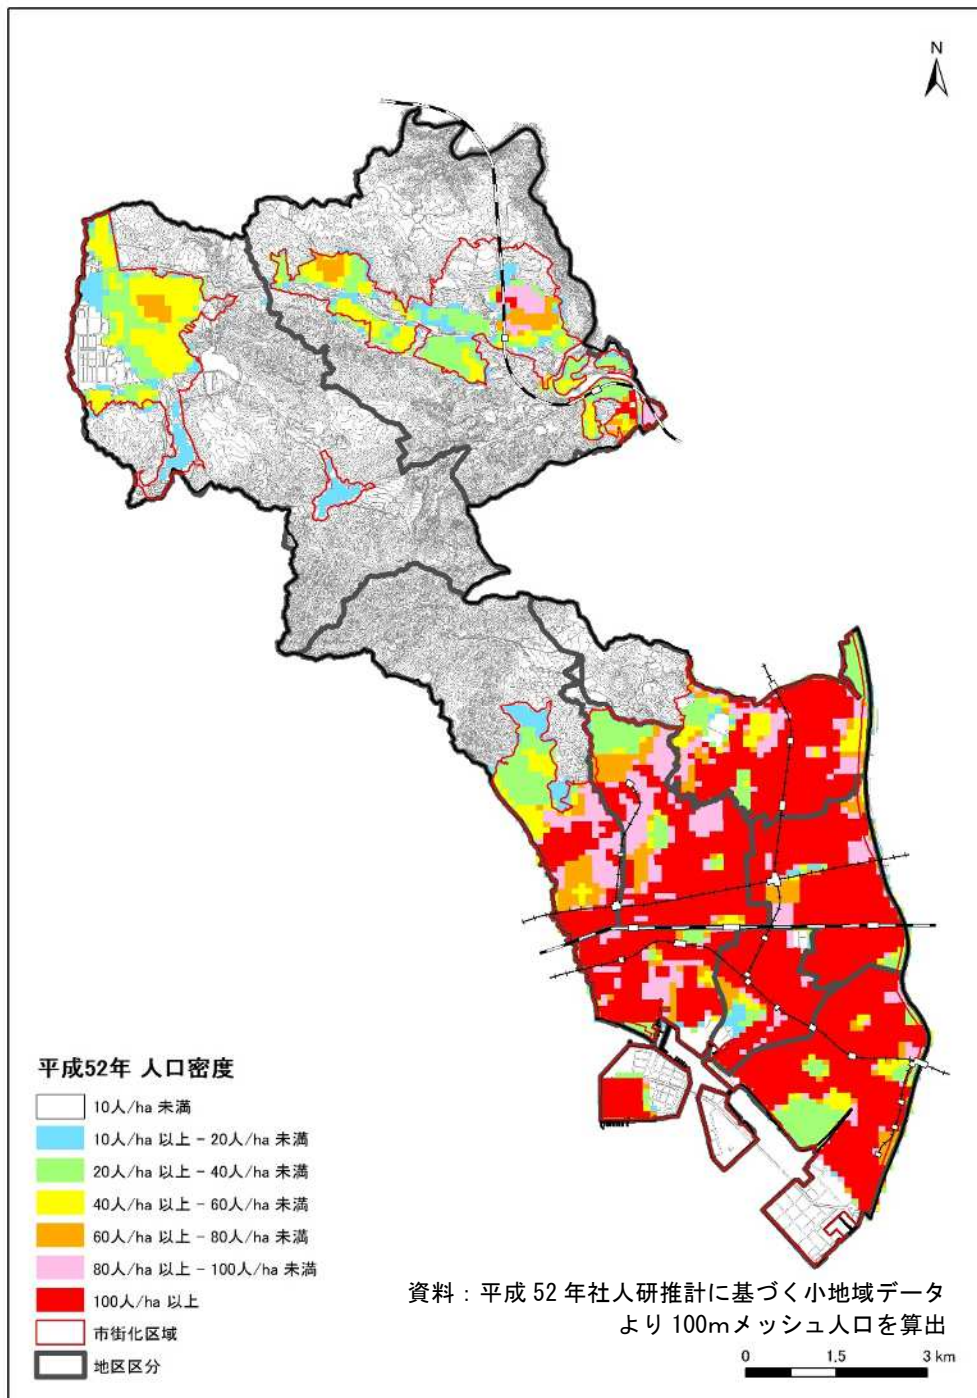 N
平成52年 人口密度
10人/ha 未満
10人/ha 以上 － 20人/ha 未満
20人/ha 以上 － 40人/ha 未満
40人/ha 以上 － 60人/ha 未満
60人/ha 以上 － 80人/ha 未満
80人/ha 以上 － 100人/ha 未満
100人/ha 以上
市街化区域
地区区分
資料：平成 52 年社人研推計に基づく小地域データ
より 100mメッシュ人口を算出
0 1.5 3 km